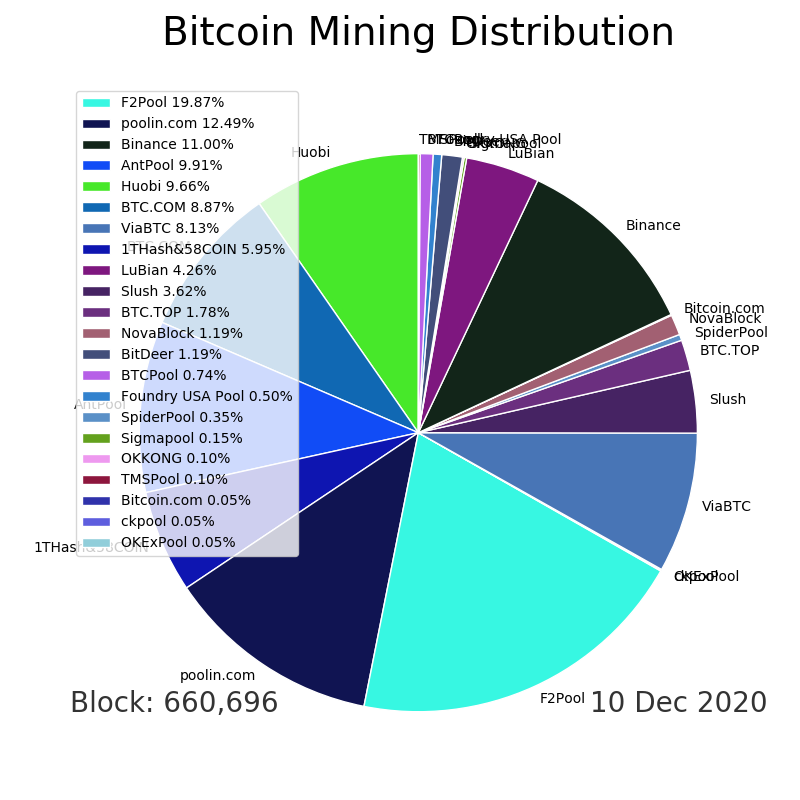 Bitcoin Mining Distribution
F2Pool 19.87%
poolin.com 12.49%
Binance 11.00%
AntPool 9.91%
Huobi 9.66%
BTC.COM 8.87%
ViaBTC 8.13%
1THash&58COIN 5.95%
LuBian 4.26%
Slush 3.62%
BTC.TOP 1.78%
NovaBlock 1.19%
BitDeer 1.19%
BTCPool 0.74%
Foundry USA Pool 0.50%
SpiderPool 0.35%
Sigmapool 0.15%
OKKONG 0.10%
TMSPool 0.10%
Bitcoin.com 0.05%
ckpool 0.05%
OKExPool 0.05%
Huobi
LuBian
Binance
Bitcoin.com
NovaBlock
SpiderPool
BTC.TOP
Slush
ViaBTC
F2Pool
poolin.com
1THash&58COIN
AntPool
Block: 660,696
10 Dec 2020